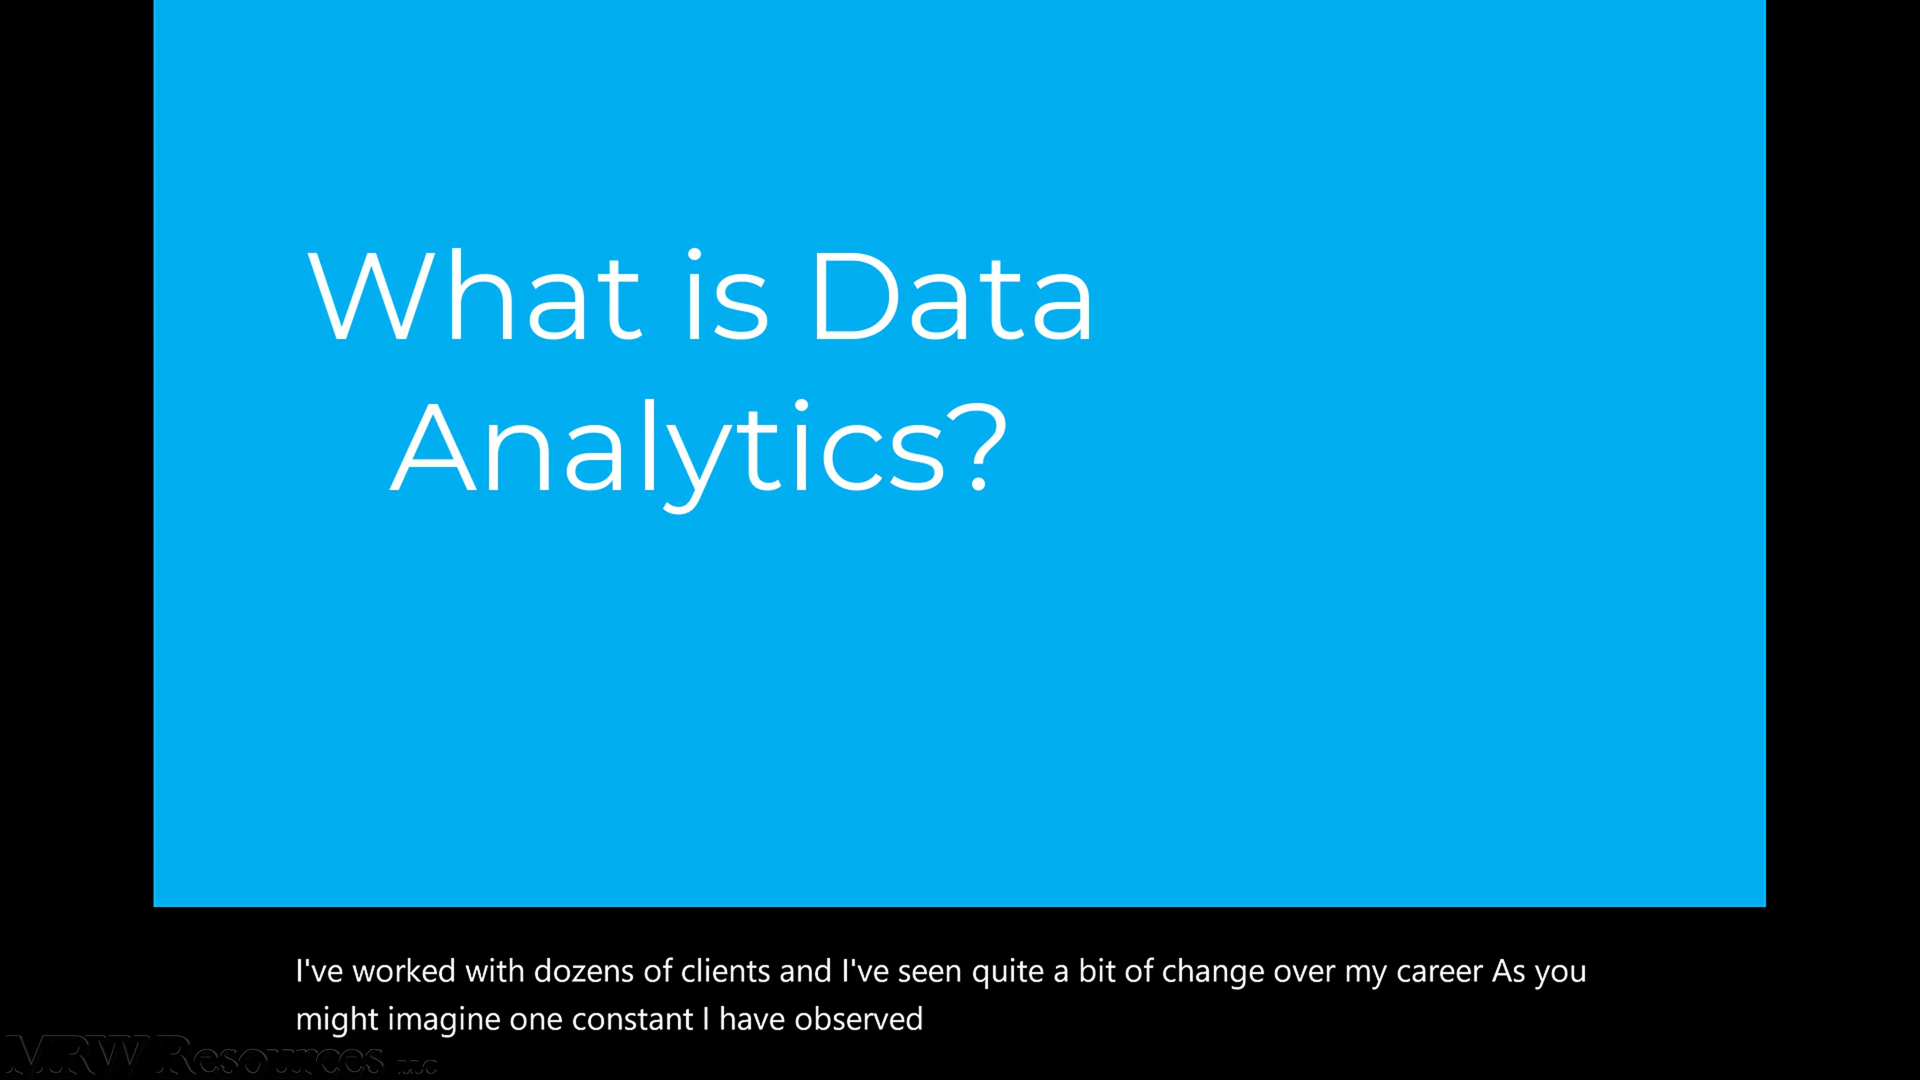 What is Data
Analytics?
I've worked with dozens of clients and I've seen quite a bit of change over my career As you
might imagine one constant I have observed
MRW Resources LLC